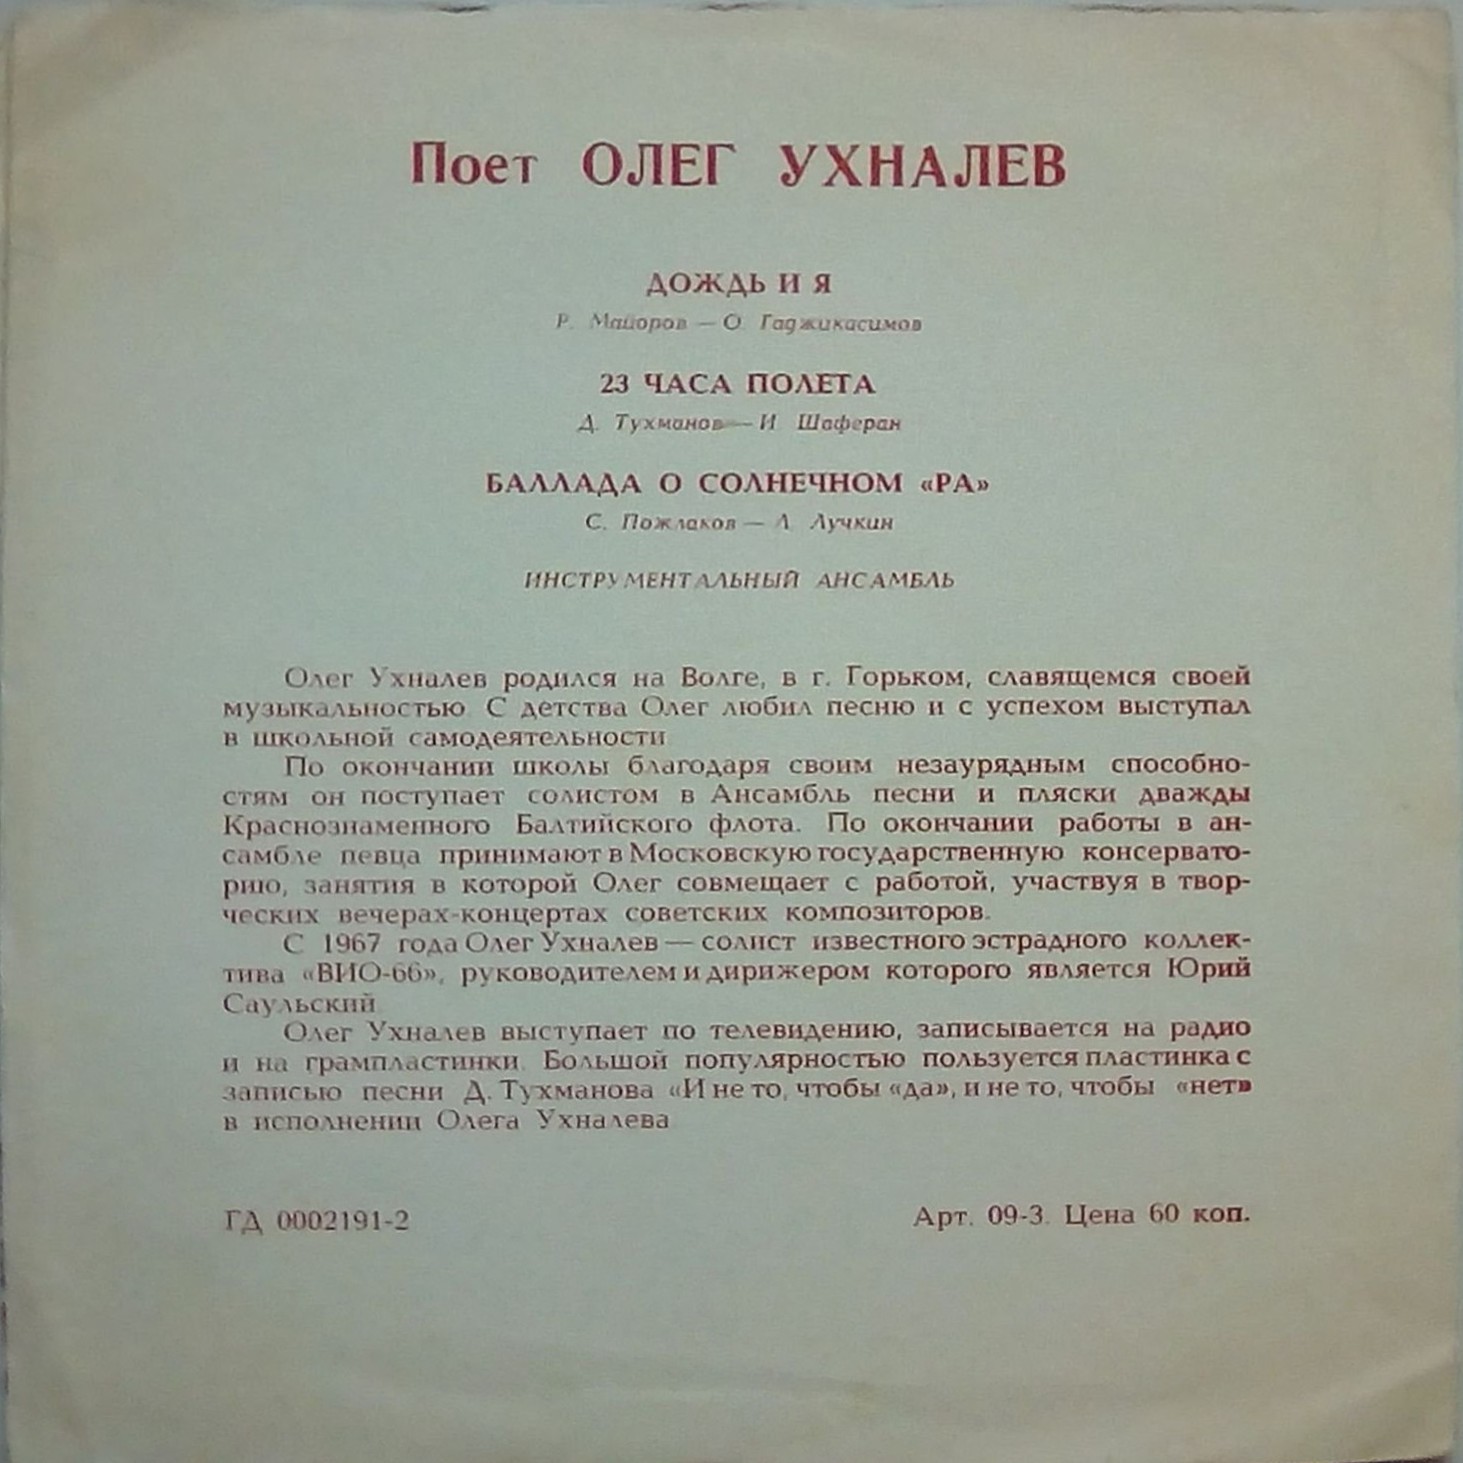 Поет ОЛЕГ УХНАЛЕВ
ДОЖДЬ И Я
Р. Майоров — О. Гаджикасимов
23 ЧАСА ПОЛЕТА
Д. Тухманов — И. Шаферан
БАЛЛАДА О СОЛНЕЧНОМ «РА»
С. Пожлаков — Л. Лучкин
ИНСТРУМЕНТАЛЬНЫЙ АНСАМБЛЬ
Олег Ухналев родился на Волге, в г. Горьком, славящемся своей
музыкальностью. С детства Олег любил песню и с успехом выступал
в школьной самодеятельности.
По окончании школы благодаря своим незаурядным способно-
стям он поступает солистом в Ансамбль песни и пляски дважды
Краснознаменного Балтийского флота. По окончании работы в ан-
самбле певца принимают в Московскую государственную консервато-
рию, занятия в которой Олег совмещает с работой, участвуя в твор-
ческих вечерах-концертах советских композиторов.
С 1967 года Олег Ухналев — солист известного эстрадного коллек-
тива «ВИО-66», руководителем и дирижером которого является Юрий
Саульский.
Олег Ухналев выступает по телевидению, записывается на радио
и на грампластинки. Большой популярностью пользуется пластинка с
записью песни Д. Тухманова «И не то, чтобы «да», и не то, чтобы «нет»
в исполнении Олега Ухналева
ГД 0002191-2
Арт. 09-3. Цена 60 коп.